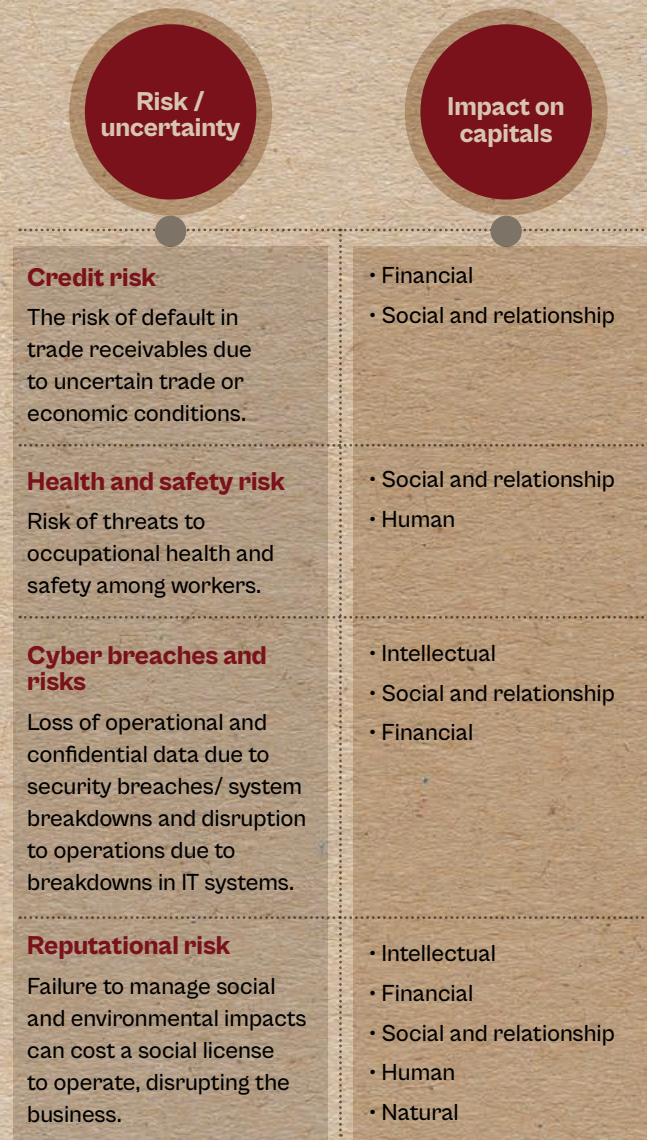 Risk /
uncertainty
Impact on
capitals
Credit risk
The risk of default in
trade receivables due
to uncertain trade or
economic conditions.
• Financial
• Social and relationship
Health and safety risk
Risk of threats to
occupational health and
safety among workers.
• Social and relationship
• Human
Cyber breaches and
risks
Loss of operational and
confidential data due to
security breaches/ system
breakdowns and disruption
to operations due to
breakdowns in IT systems.
• Intellectual
• Social and relationship
• Financial
Reputational risk
Failure to manage social
and environmental impacts
can cost a social license
to operate, disrupting the
business.
• Intellectual
• Financial
• Social and relationship
• Human
• Natural